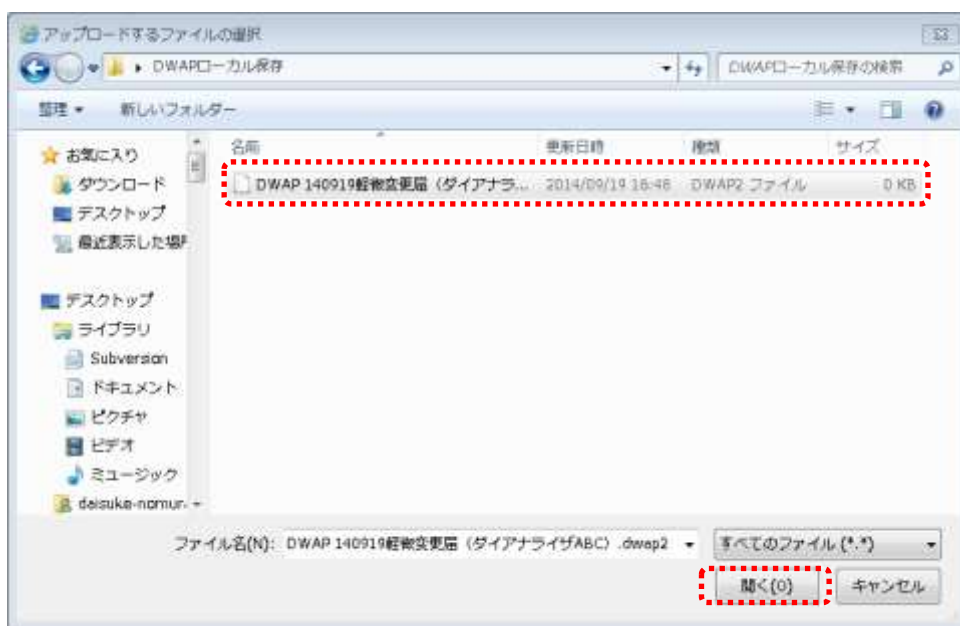 アップロードするファイルの選択
DWAPローカル保存
DWAPローカル保存の検索
整理 新しいフォルダー
名前 更新日時 種類 サイズ
DWAP 140919軽微変更届（ダイアナラ... 2014/09/19 16:46 DWAP2 ファイル 0 KB
お気に入り
ダウンロード
デスクトップ
最近表示した場所
デスクトップ
ライブラリ
Subversion
ドキュメント
ピクチャ
ビデオ
ミュージック
daisuke-nomur
ファイル名(N): DWAP 140919軽微変更届（ダイアナライザABC）.dwap2 すべてのファイル (*.*)
開く(O) キャンセル